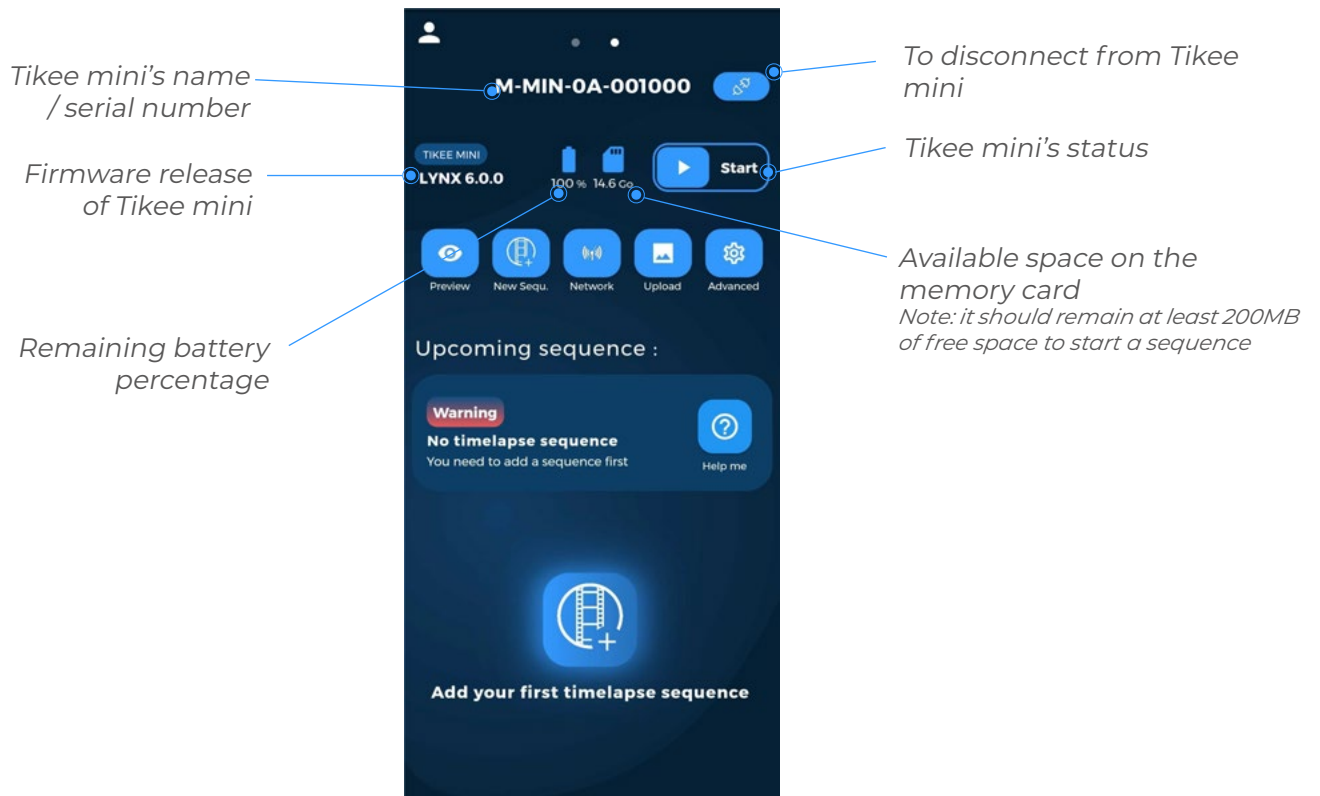 Tikee mini's name
/ serial number
Firmware release
of Tikee mini
Remaining battery
percentage
M-MIN-0A-001000
TIKEE MINI
LYNX 6.0.0
100 %
14.6 Go
Start
Preview
New Sequ.
Network
Upload
Advanced
Upcoming sequence :
Warning
No timelapse sequence
You need to add a sequence first
Help me
Add your first timelapse sequence
To disconnect from Tikee
mini
Tikee mini's status
Available space on the
memory card
Note: it should remain at least 200MB
of free space to start a sequence